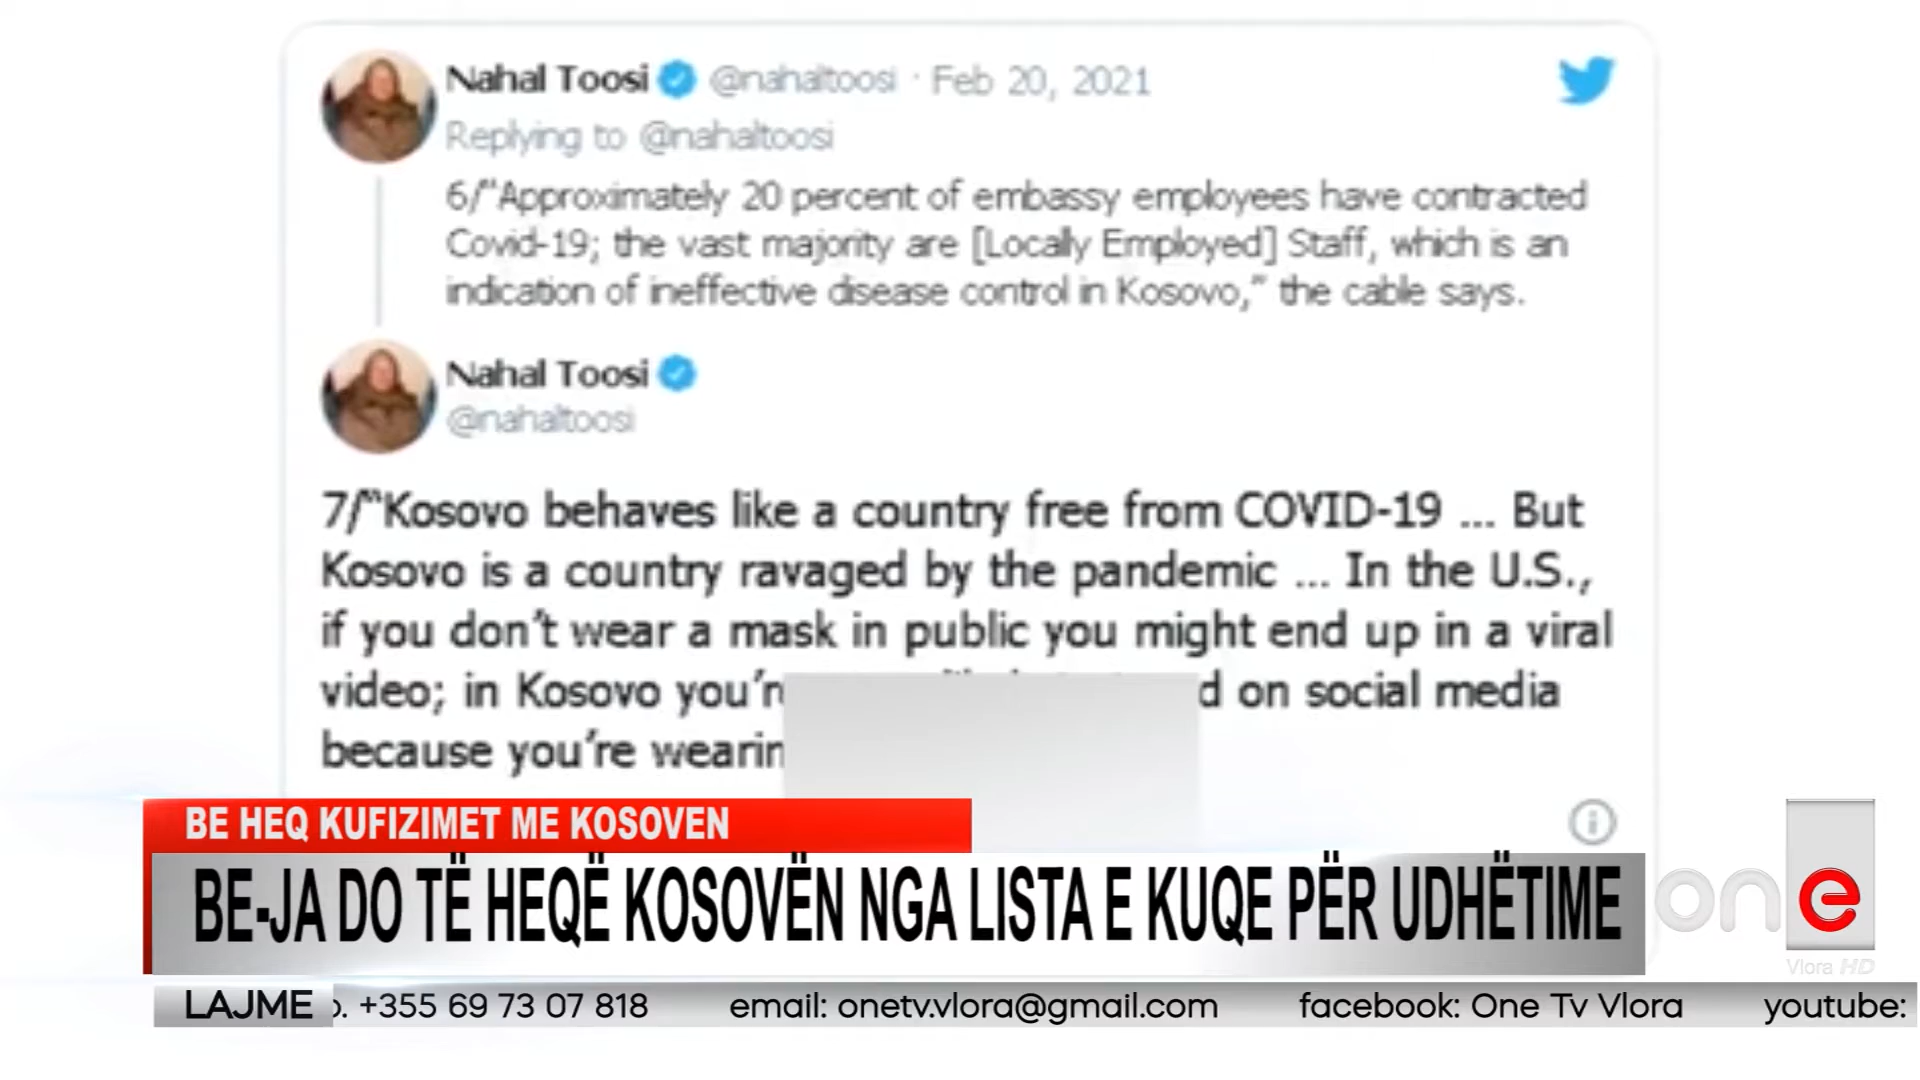 Nahal Toosi @nahaltoosi · Feb 20, 2021
Replying to @nahaltoosi
6/"Approximately 20 percent of embassy employees have contracted
Covid-19; the vast majority are [Locally Employed] Staff, which is an
indication of ineffective disease control in Kosovo," the cable says.
Nahal Toosi
@nahaltoosi
7/"Kosovo behaves like a country free from COVID-19 ... But
Kosovo is a country ravaged by the pandemic ... In the U.S.,
if you don't wear a mask in public you might end up in a viral
video; in Kosovo on social media
because you're
BE HEQ KUFIZIMET ME KOSOVEN
BE-JA DO TË HEQË KOSOVËN NGA LISTA E KUQE PËR UDHËTIME
one
Vlora HD
LAJME +355 69 73 07 818 email: onetv.vlora@gmail.com facebook: One Tv Vlora youtube: